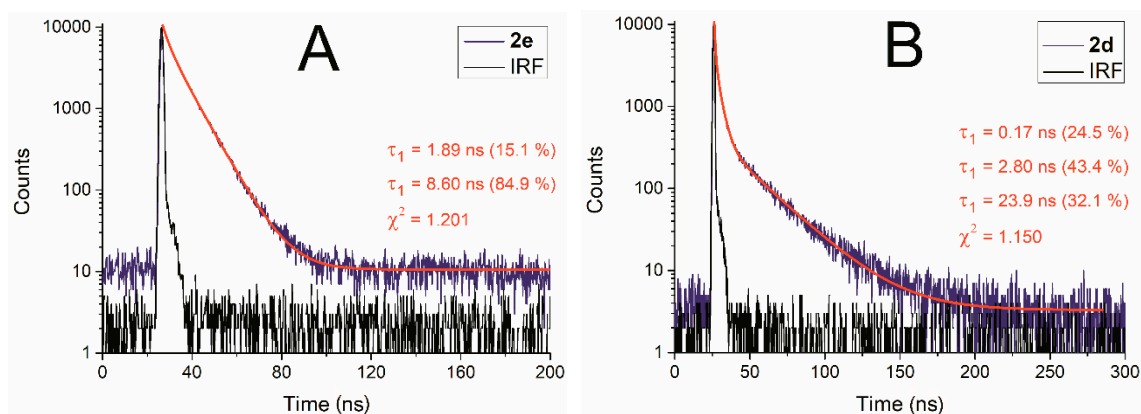 A
2e
IRF
τ₁ = 1.89 ns (15.1 %)
τ₁ = 8.60 ns (84.9 %)
χ² = 1.201
Counts
10000
1000
100
10
1
0
40
80
120
160
200
Time (ns)
B
2d
IRF
τ₁ = 0.17 ns (24.5 %)
τ₁ = 2.80 ns (43.4 %)
τ₁ = 23.9 ns (32.1 %)
χ² = 1.150
Counts
10000
1000
100
10
1
0
50
100
150
200
250
300
Time (ns)